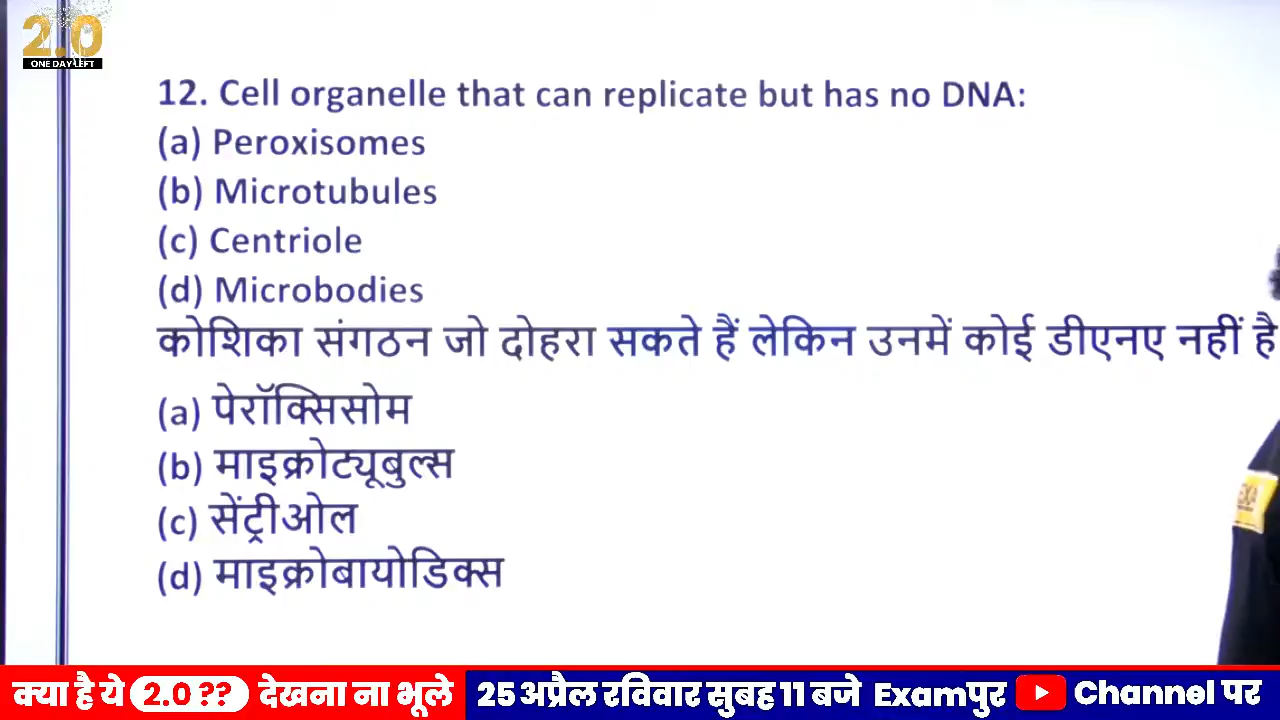 2.0
ONE DAY LEFT
12. Cell organelle that can replicate but has no DNA:
(a) Peroxisomes
(b) Microtubules
(c) Centriole
(d) Microbodies
कोशिका संगठन जो दोहरा सकते हैं लेकिन उनमें कोई डीएनए नहीं है
(a) पेरॉक्सिसोम
(b) माइक्रोट्यूबुल्स
(c) सेंट्रीओल
(d) माइक्रोबायोडिक्स
क्या है ये 2.0 ?? देखना ना भूले 25 अप्रैल रविवार सुबह 11 बजे Examपुर Channel पर